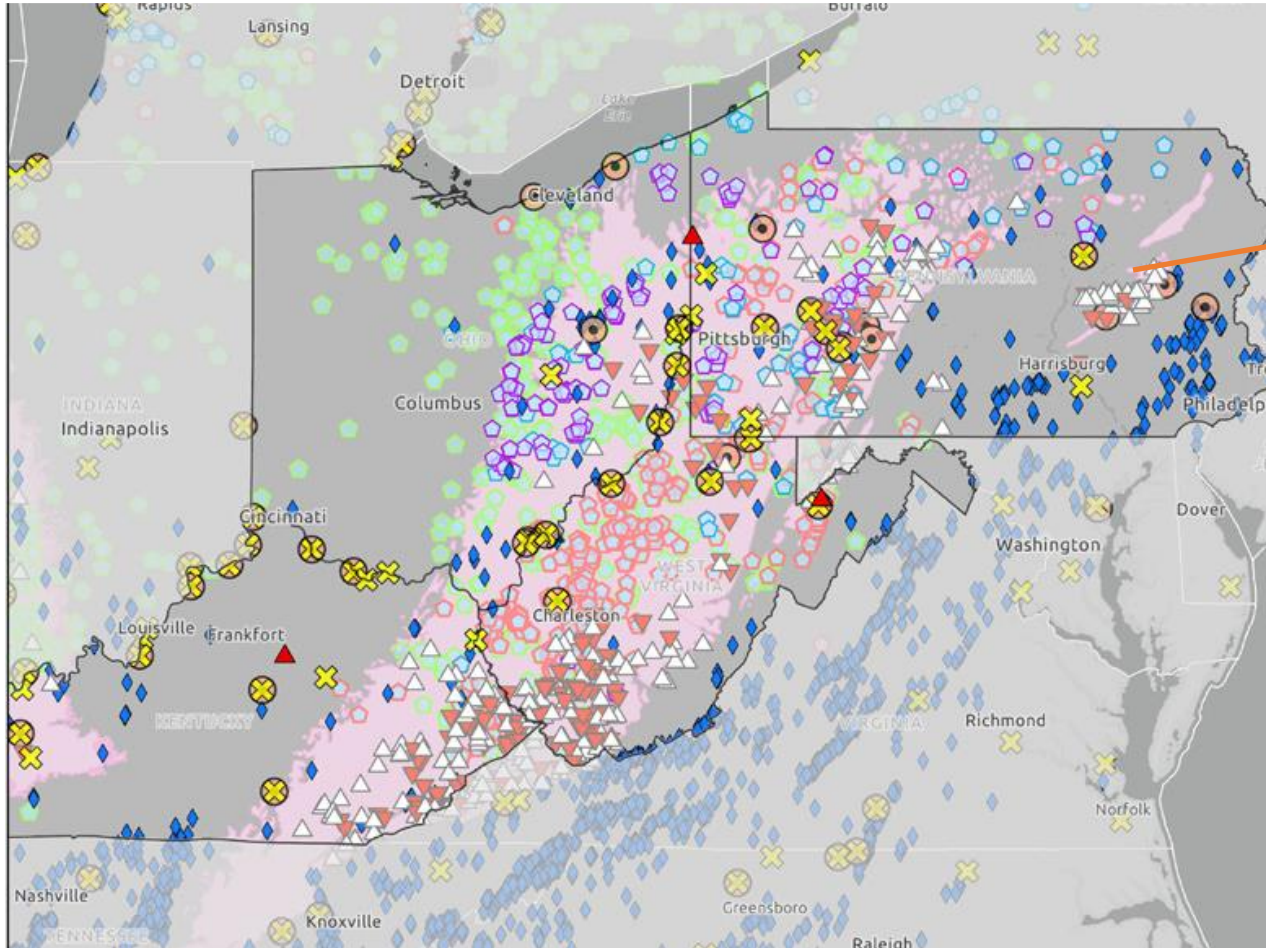 Rapids
Buffalo
Lansing
Detroit
Lake
Erie
Cleveland
PENNSYLVANIA
OHIO
Pittsburgh
Harrisburg
Columbus
INDIANA
Indianapolis
Philadelp
Cincinnati
Dover
Washington
WEST
VIRGINIA
Charleston
Louisville
Frankfort
KENTUCKY
VIRGINIA
Richmond
Norfolk
Nashville
Greensboro
Knoxville
TENNESSEE
Raleigh